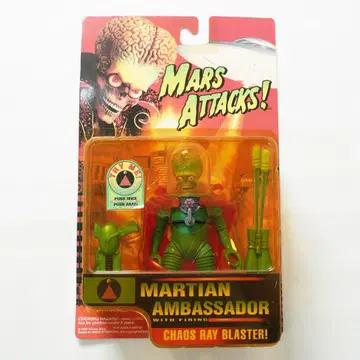 MARS
ATTACKS!
TRY ME!
PUSH ONCE
PUSH AGAIN
MARTIAN
AMBASSADOR
WITH FIRING
CHAOS RAY BLASTER!